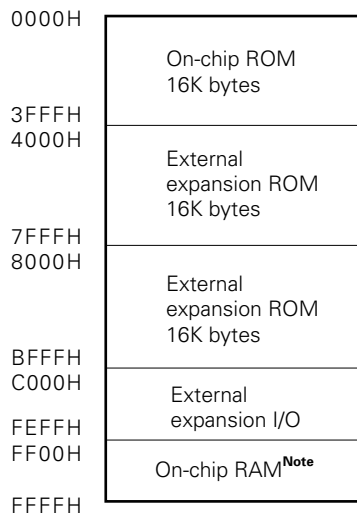 0000H
On-chip ROM
16K bytes
3FFFH
4000H
External
expansion ROM
16K bytes
7FFFH
8000H
External
expansion ROM
16K bytes
BFFFH
C000H
External
expansion I/O
FEFFH
FF00H
On-chip RAMNote
FFFFH